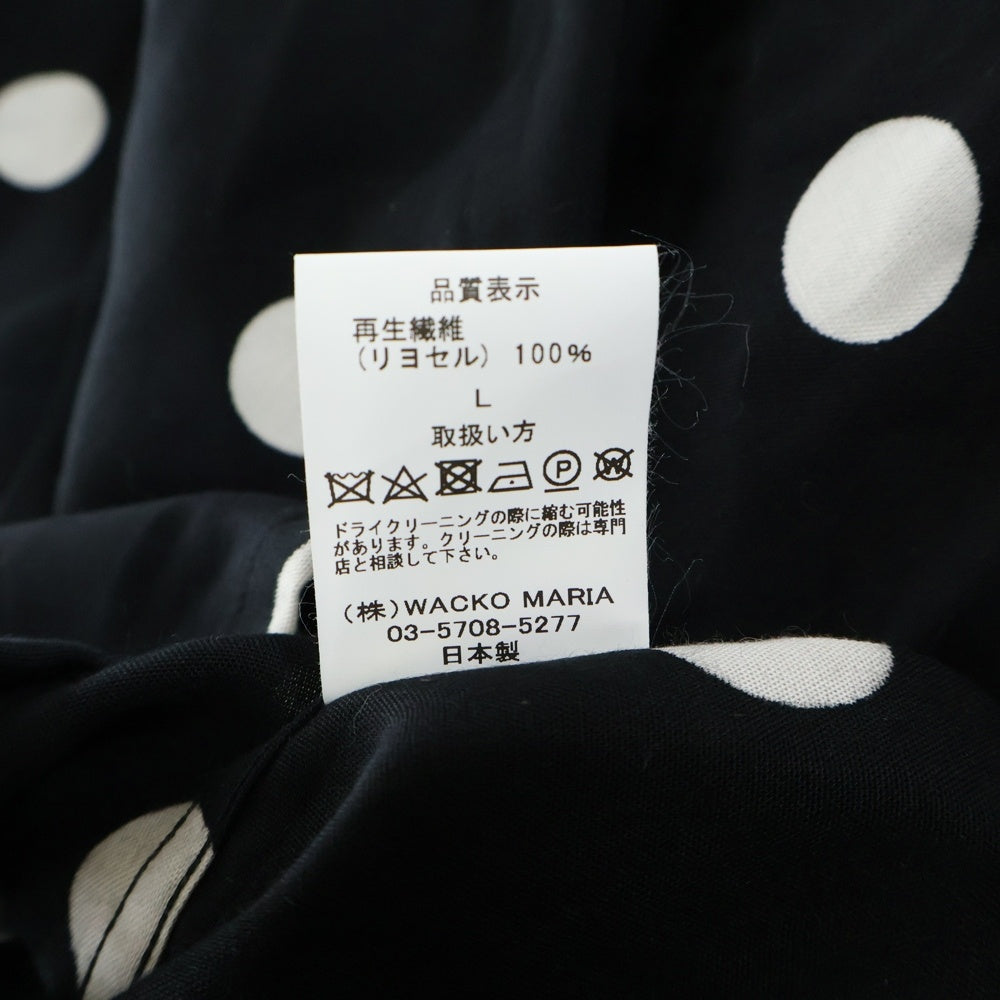 品質表示
再生繊維
(リヨセル) 100%
L
取扱い方
P W
ドライクリーニングの際に縮む可能性
があります。クリーニングの際は専門
店と相談して下さい。
(株)WACKO MARIA
03-5708-5277
日本製